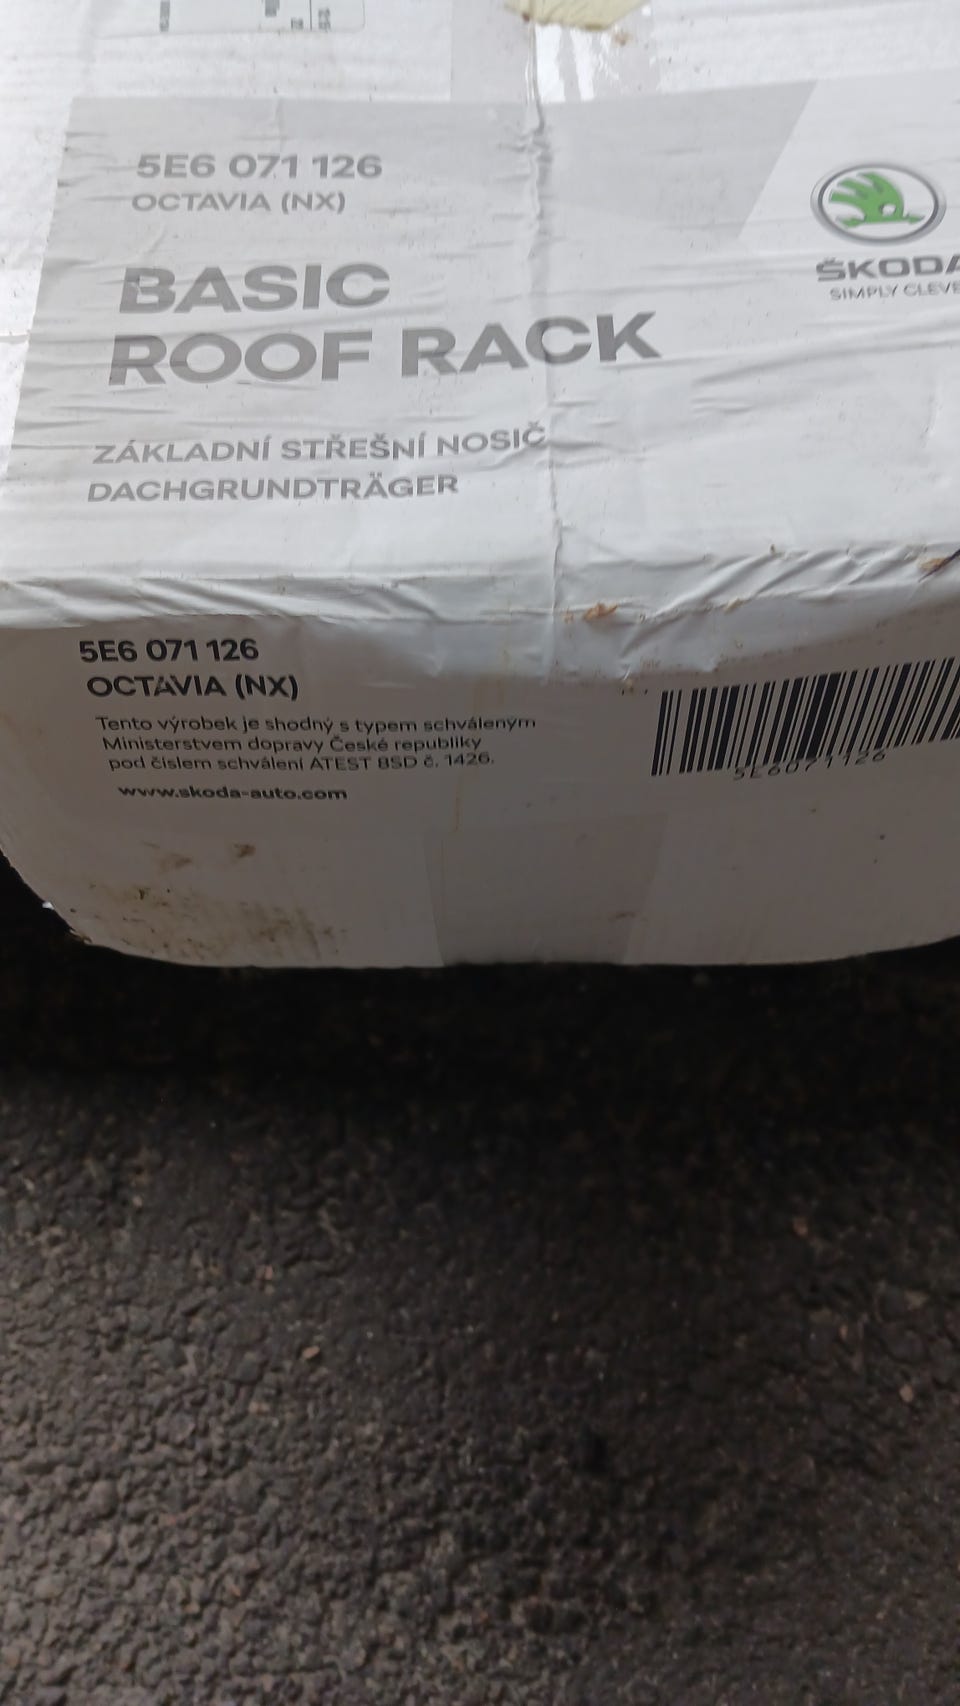 5E6 071 126
OCTAVIA (NX)
BASIC
ROOF RACK
ZÁKLADNÍ STŘEŠNÍ NOSIČ
DACHGRUNDTRÄGER
ŠKODA
SIMPLY CLEVE
5E6 071 126
OCTAVIA (NX)
Tento výrobek je shodný s typem schváleným
Ministerstvem dopravy České republiky
pod číslem schválení ATEST 8SD č. 1426.
www.skoda-auto.com
5E6071126